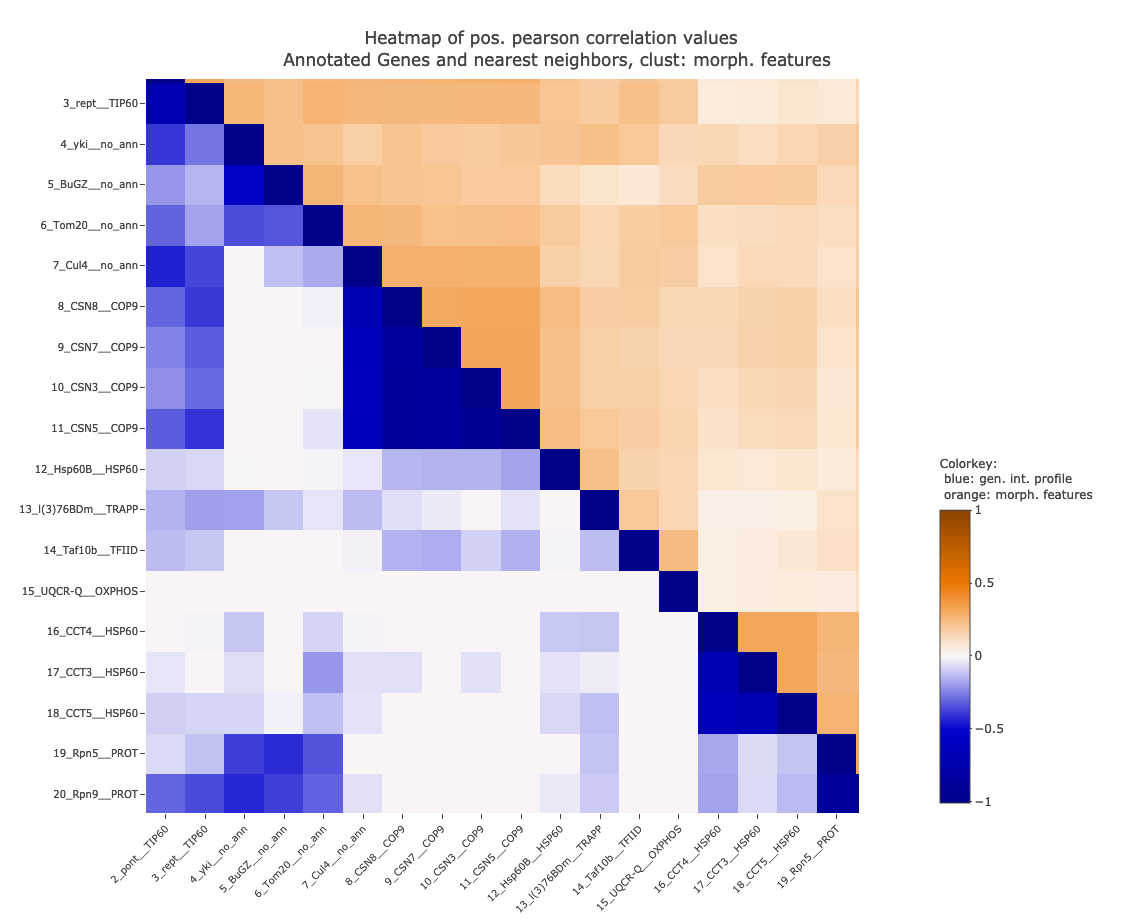 Heatmap of pos. pearson correlation values
Annotated Genes and nearest neighbors, clust: morph. features
3_rept__TIP60
4_yki__no_ann
5_BuGZ__no_ann
6_Tom20__no_ann
7_Cul4__no_ann
8_CSN8__COP9
9_CSN7__COP9
10_CSN3__COP9
11_CSN5__COP9
12_Hsp60B__HSP60
13_l(3)76BDm__TRAPP
14_Taf10b__TFIID
15_UQCR-Q__OXPHOS
16_CCT4__HSP60
17_CCT3__HSP60
18_CCT5__HSP60
19_Rpn5__PROT
20_Rpn9__PROT
2_pont__TIP60
3_rept__TIP60
4_yki__no_ann
5_BuGZ__no_ann
6_Tom20__no_ann
7_Cul4__no_ann
8_CSN8__COP9
9_CSN7__COP9
10_CSN3__COP9
11_CSN5__COP9
12_Hsp60B__HSP60
13_l(3)76BDm__TRAPP
14_Taf10b__TFIID
15_UQCR-Q__OXPHOS
16_CCT4__HSP60
17_CCT3__HSP60
18_CCT5__HSP60
19_Rpn5__PROT
Colorkey:
blue: gen. int. profile
orange: morph. features
1
0.5
0
−0.5
−1